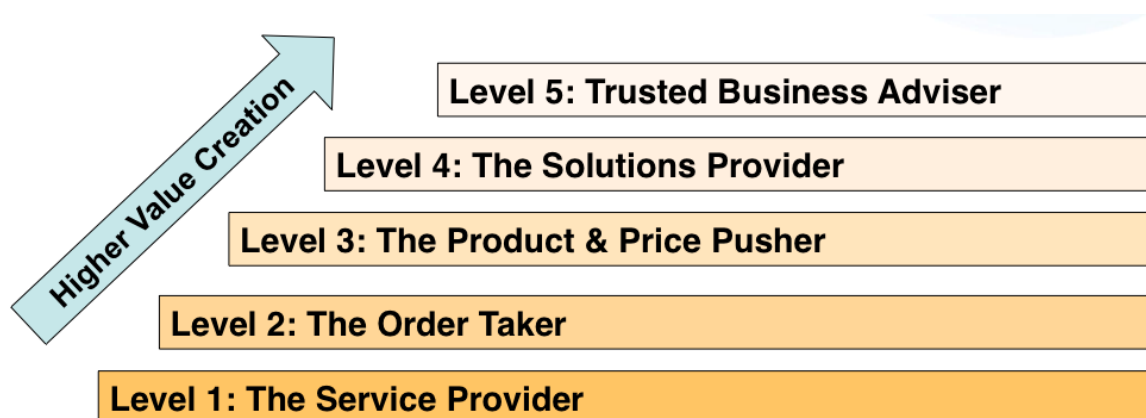 Higher Value Creation
Level 5: Trusted Business Adviser
Level 4: The Solutions Provider
Level 3: The Product & Price Pusher
Level 2: The Order Taker
Level 1: The Service Provider